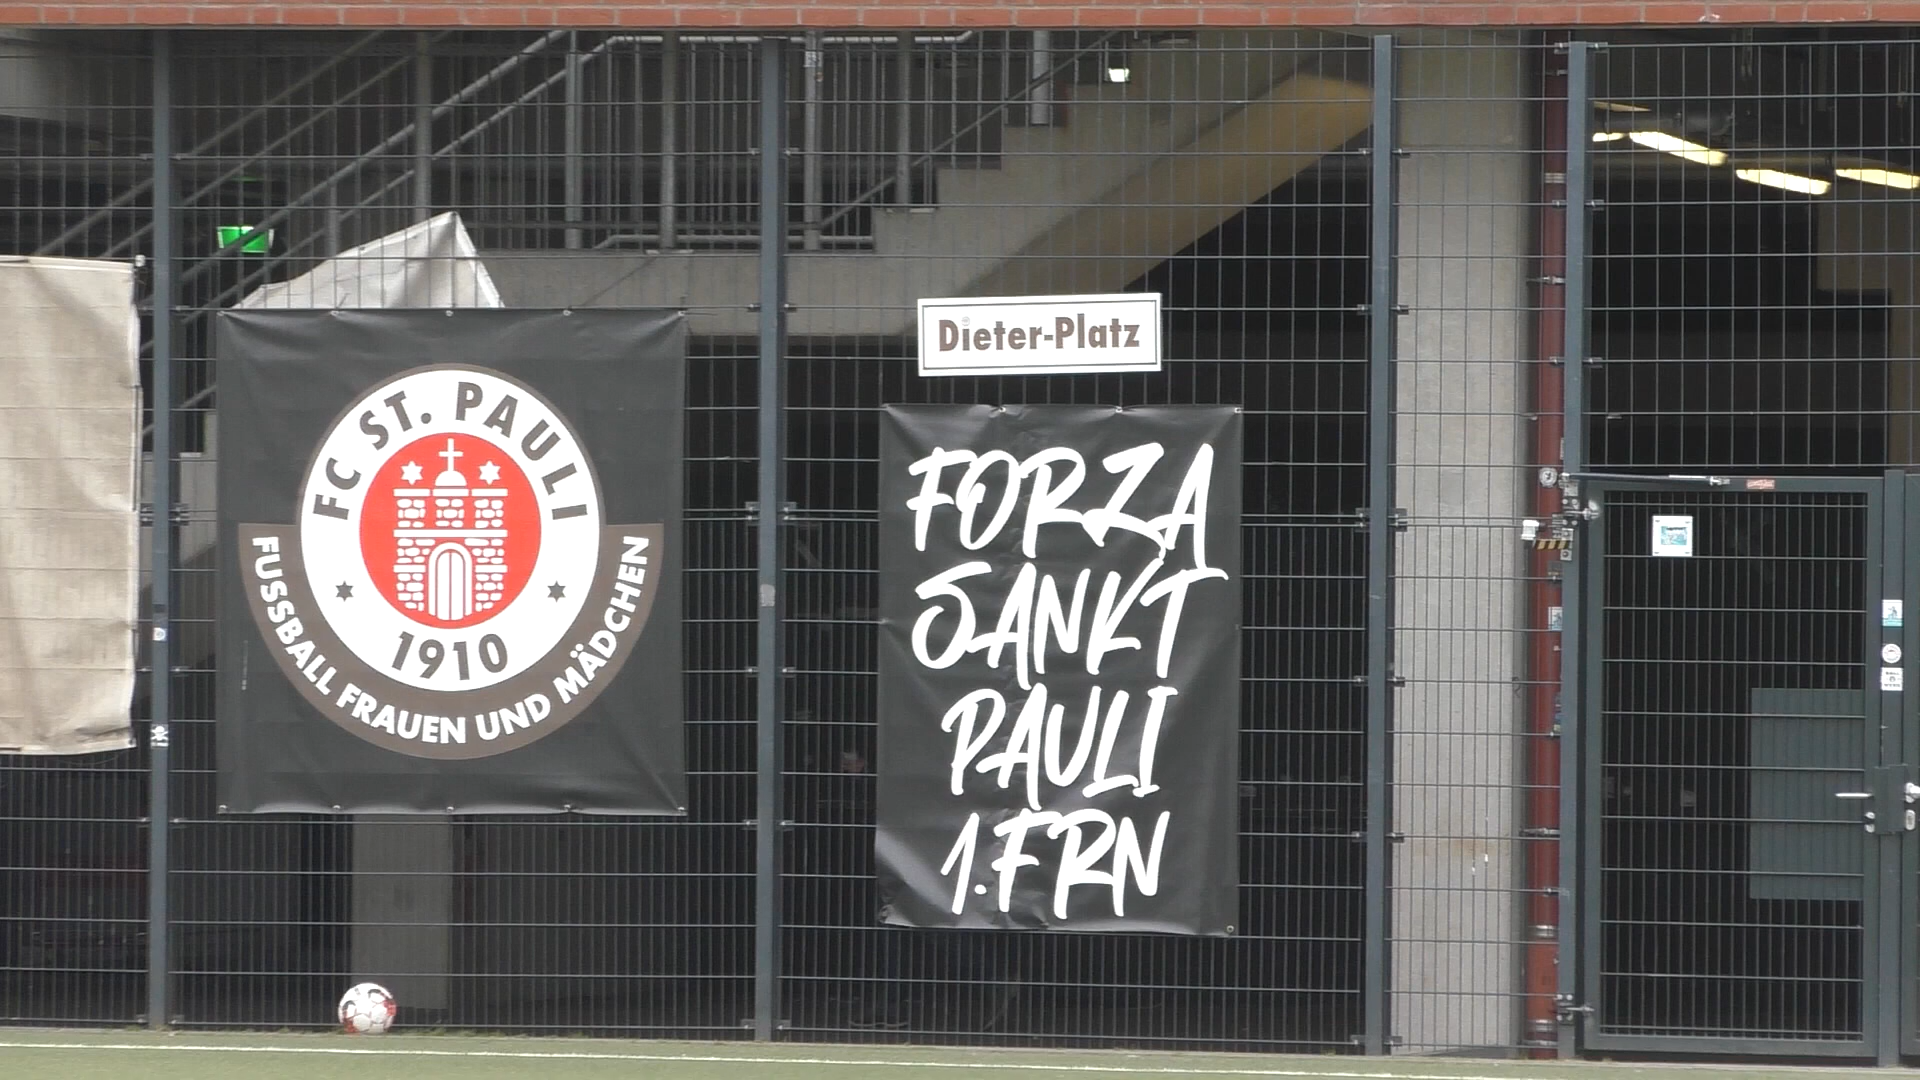 FC ST. PAULI
1910
FUSSBALL FRAUEN UND MÄDCHEN
Dieter-Platz
FORZA
SANKT
PAULI
1.FRN